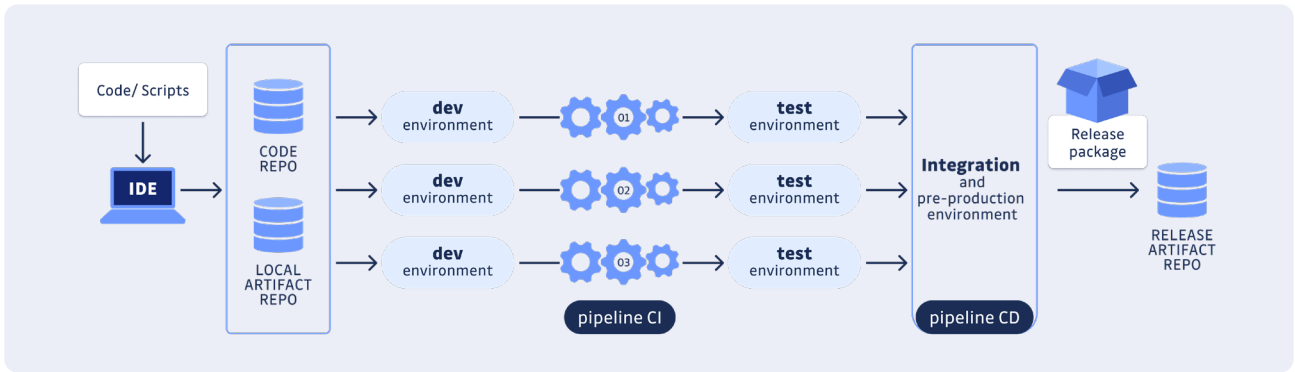 Code/ Scripts
IDE
CODE
REPO
LOCAL
ARTIFACT
REPO
dev
environment
01
test
environment
dev
environment
02
test
environment
dev
environment
03
test
environment
pipeline CI
Integration
and
pre-production
environment
pipeline CD
Release
package
RELEASE
ARTIFACT
REPO